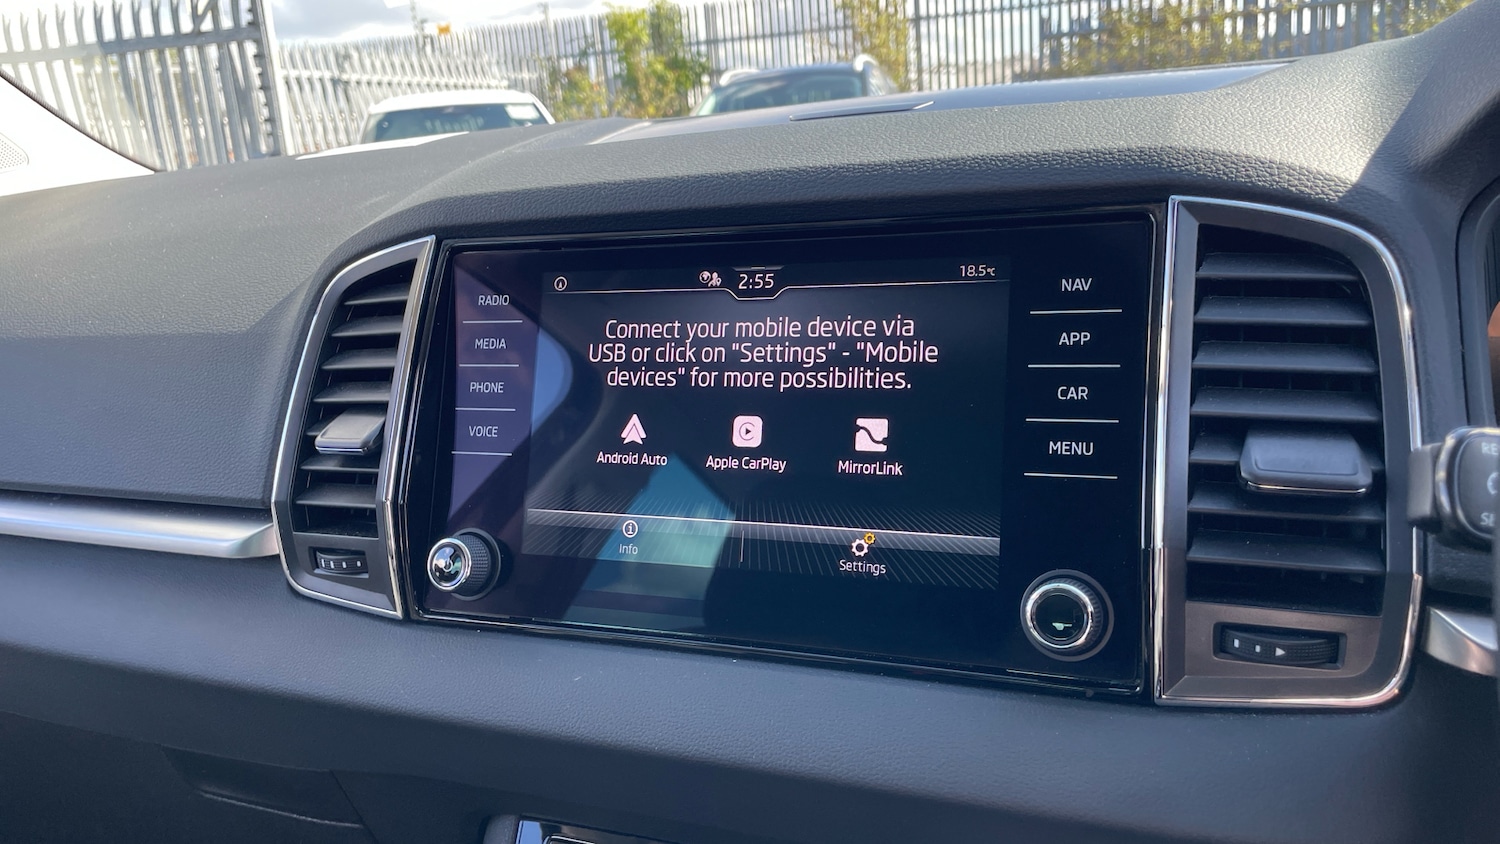 2:55
18.5°C
RADIO
MEDIA
PHONE
VOICE
Connect your mobile device via
USB or click on "Settings" - "Mobile
devices" for more possibilities.
Android Auto
Apple CarPlay
MirrorLink
Info
Settings
NAV
APP
CAR
MENU